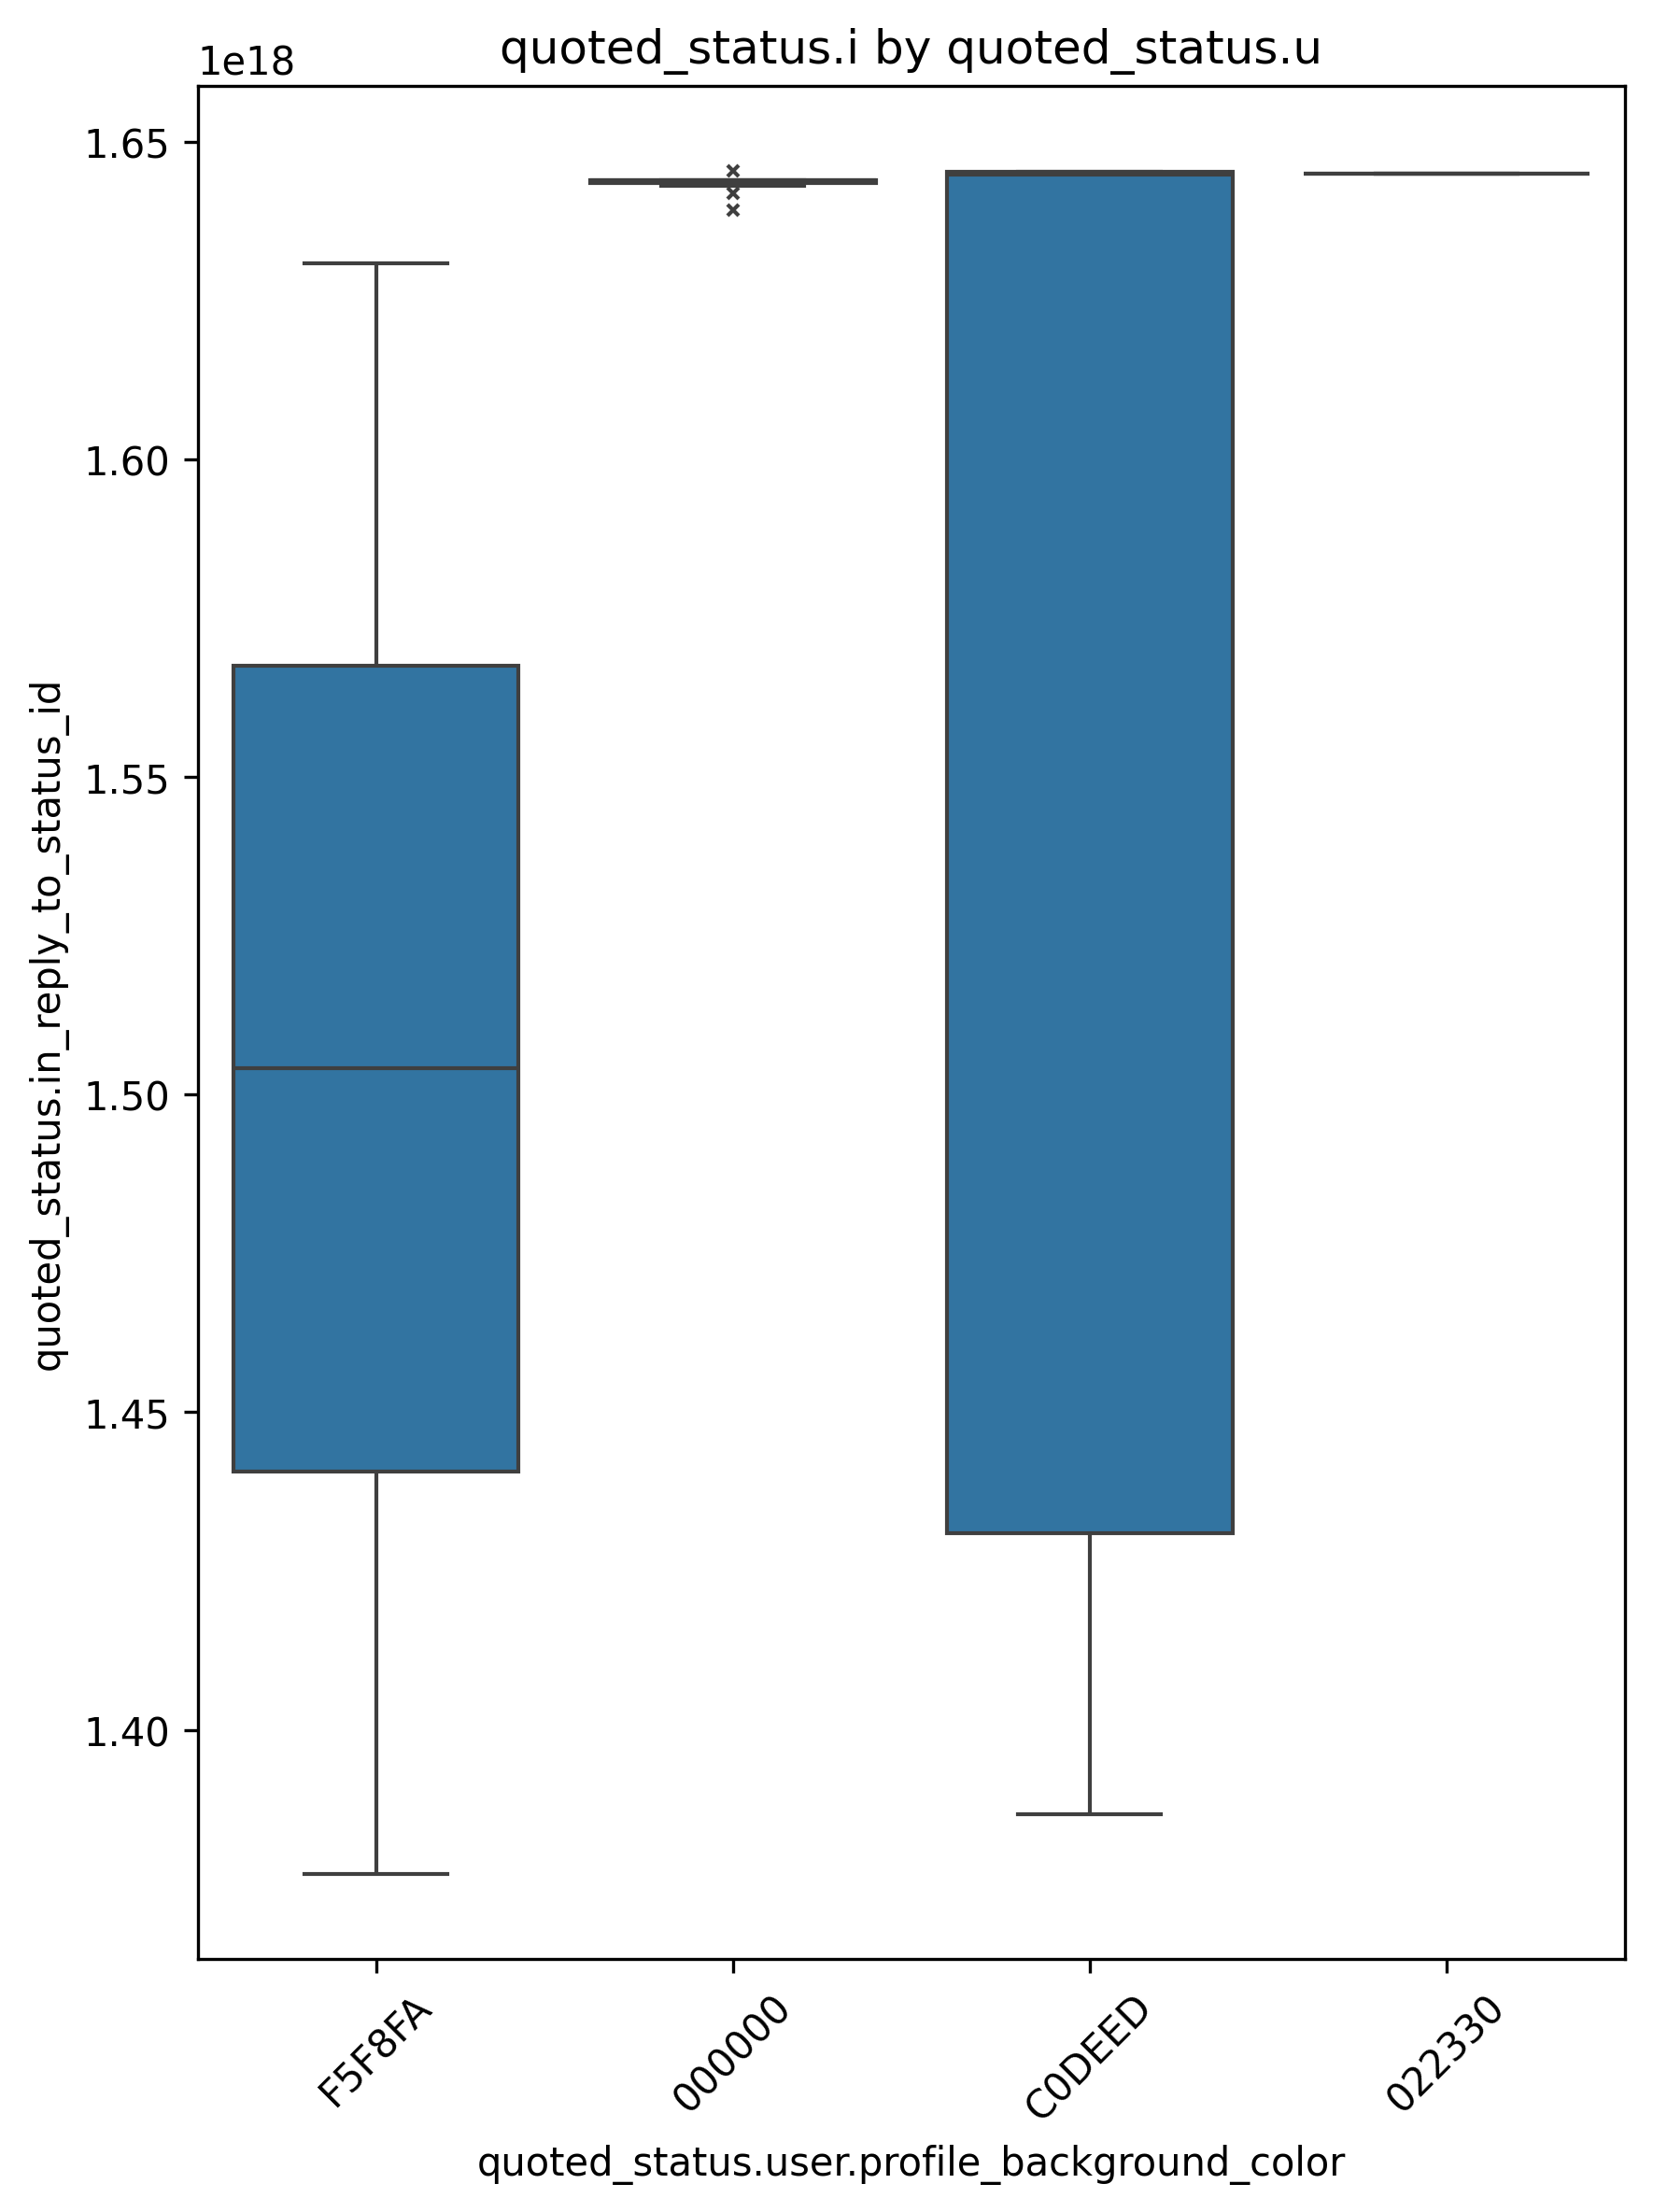 quoted_status.i by quoted_status.u
1e18
1.65
1.60
1.55
1.50
1.45
1.40
quoted_status.in_reply_to_status_id
F5F8FA
000000
C0DEED
022330
quoted_status.user.profile_background_color